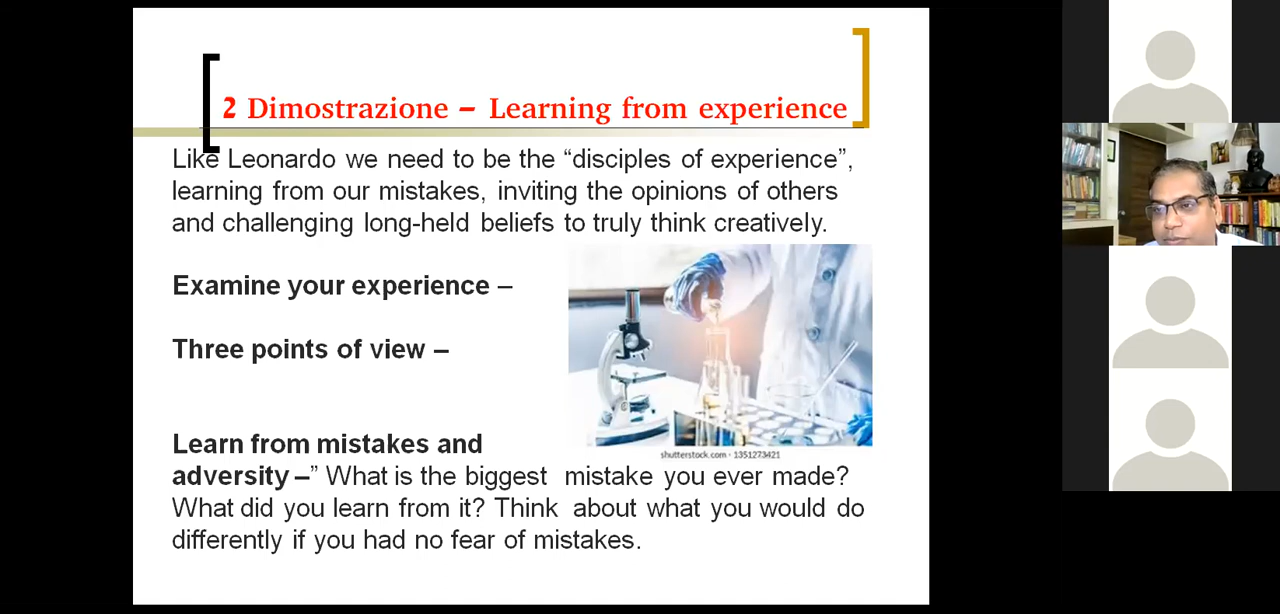 2 Dimostrazione – Learning from experience
Like Leonardo we need to be the “disciples of experience”,
learning from our mistakes, inviting the opinions of others
and challenging long-held beliefs to truly think creatively.
Examine your experience –
Three points of view –
shutterstock.com · 1351273421
Learn from mistakes and
adversity –” What is the biggest mistake you ever made?
What did you learn from it? Think about what you would do
differently if you had no fear of mistakes.